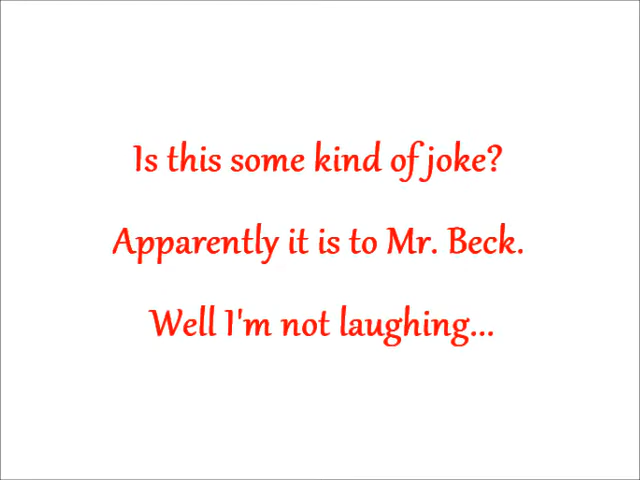 Is this some kind of joke?
Apparently it is to Mr. Beck.
Well I'm not laughing...